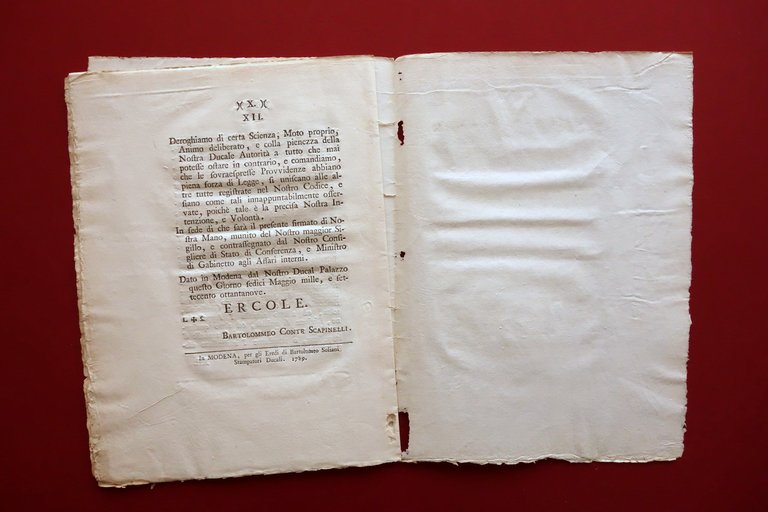 )( X. )(
XII.
Deroghiamo di certa Scienza, Moto proprio,
Animo deliberato, e colla pienezza della
Nostra Ducale Autorità a tutto che mai
potesse ostare in contrario, e comandiamo,
che le sovraespresse Provvidenze abbiano
piena forza di Legge, si uniscano alle al-
tre tutte registrate nel Nostro Codice, e
siano come tali innappuntabilmente osser-
vate, poichè tale è la precisa Nostra In-
tenzione, e Volontà.
In fede di che sarà il presente firmato di No-
stra Mano, munito del Nostro maggior Si-
gillo, e contrassegnato dal Nostro Consi-
gliere di Stato di Conferenza, e Ministro
di Gabinetto agli Affari interni.
Dato in Modena dal Nostro Ducal Palazzo
questo Giorno sedici Maggio mille, e set-
tecento ottantanove.
ERCOLE.
L. ✠ S.
BARTOLOMMEO CONTE SCAPINELLI.
In MODENA, per gli Eredi di Bartolomeo Soliani
Stampatori Ducali. 1789.